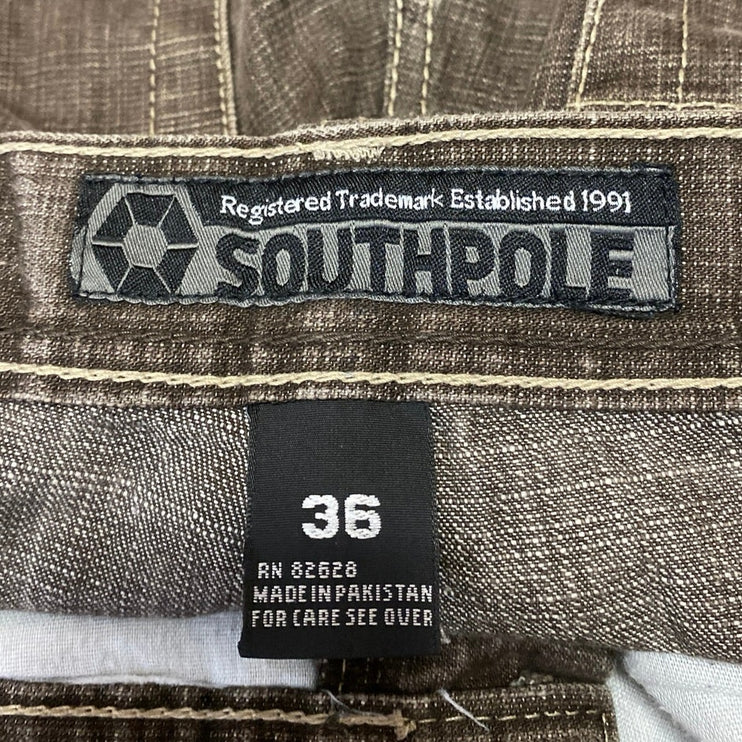 Registered Trademark Established 1991
SOUTHPOLE
36
RN 82628
MADE IN PAKISTAN
FOR CARE SEE OVER